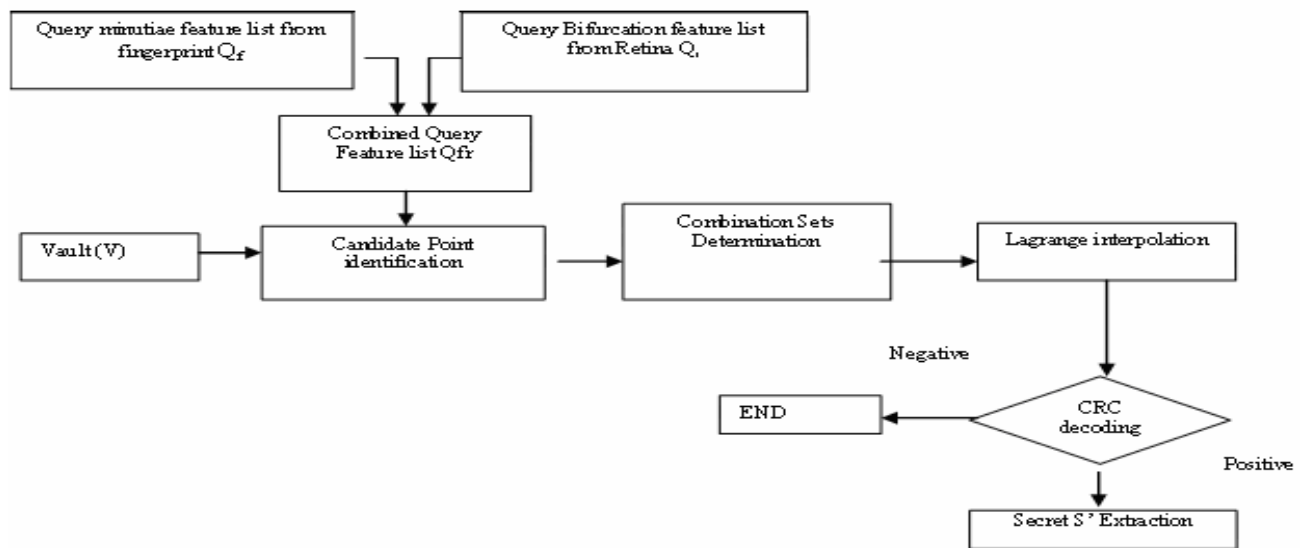 Query minutiae feature list from
fingerprint Qf
Query Bifurcation feature list
from Retina Qr
Combined Query
Feature list Qfr
Vault (V)
Candidate Point
identification
Combination Sets
Determination
Lagrange interpolation
Negative
END
CRC
decoding
Positive
Secret S’ Extraction